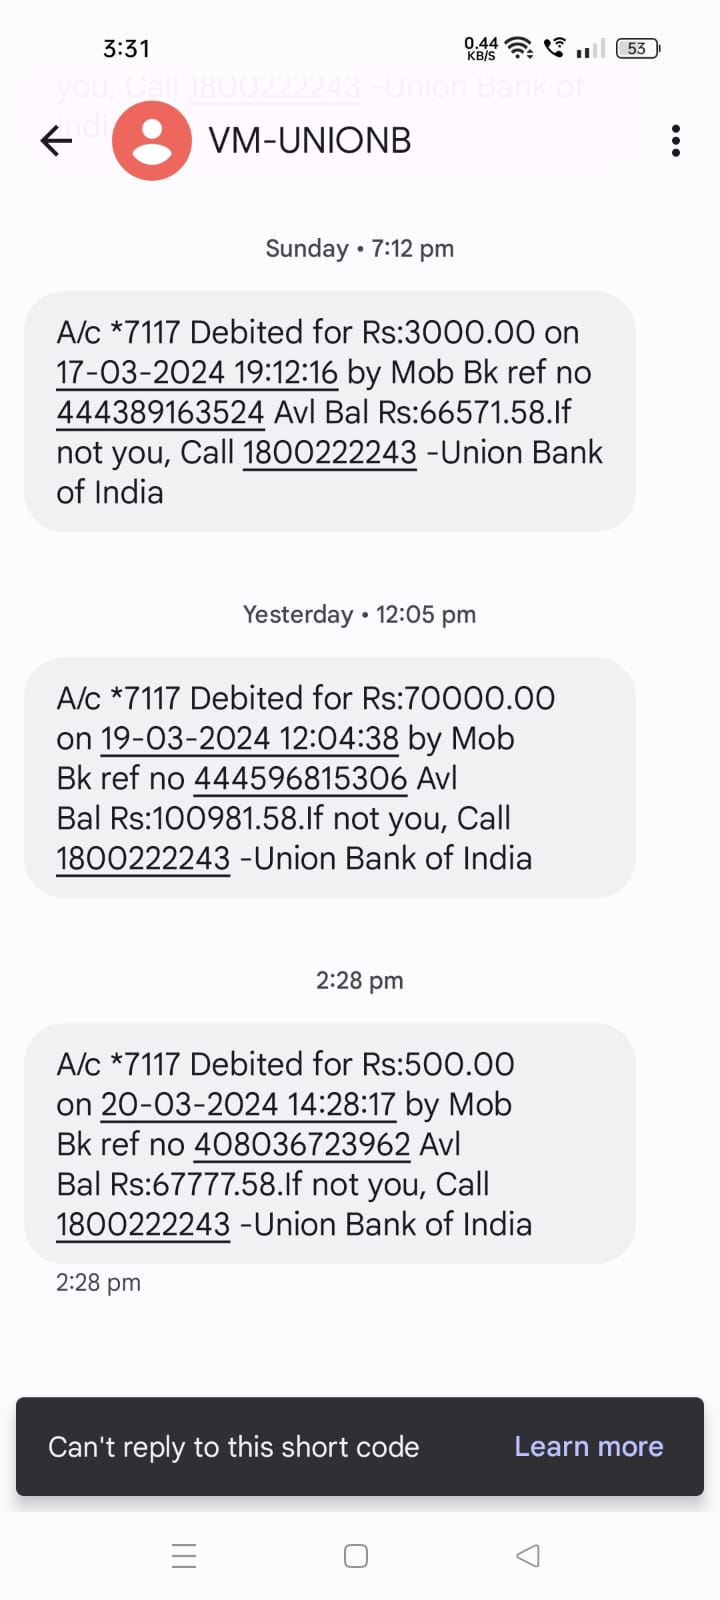 3:31
0.44
KB/S
53
you, Call 1800222243 -Union Bank of
Indi
VM-UNIONB
Sunday • 7:12 pm
A/c *7117 Debited for Rs:3000.00 on
17-03-2024 19:12:16 by Mob Bk ref no
444389163524 Avl Bal Rs:66571.58.If
not you, Call 1800222243 -Union Bank
of India
Yesterday • 12:05 pm
A/c *7117 Debited for Rs:70000.00
on 19-03-2024 12:04:38 by Mob
Bk ref no 444596815306 Avl
Bal Rs:100981.58.If not you, Call
1800222243 -Union Bank of India
2:28 pm
A/c *7117 Debited for Rs:500.00
on 20-03-2024 14:28:17 by Mob
Bk ref no 408036723962 Avl
Bal Rs:67777.58.If not you, Call
1800222243 -Union Bank of India
2:28 pm
Can't reply to this short code
Learn more